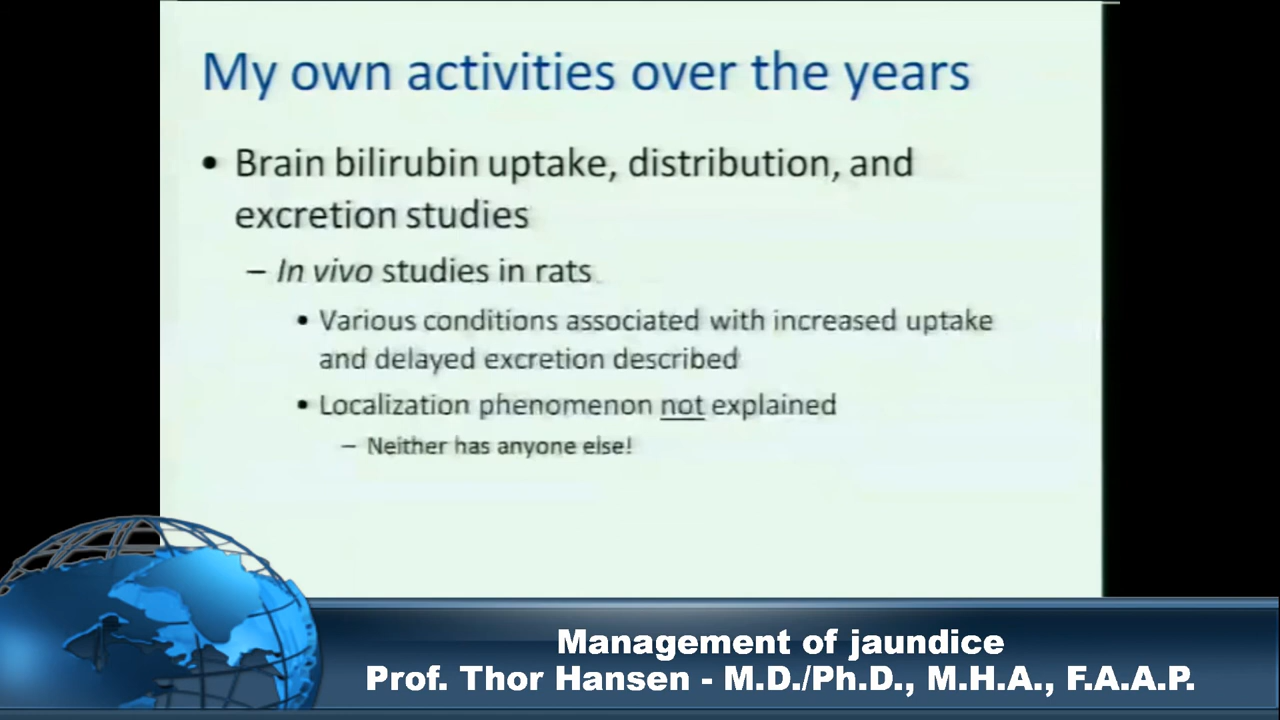 My own activities over the years
• Brain bilirubin uptake, distribution, and
excretion studies
– In vivo studies in rats
• Various conditions associated with increased uptake
and delayed excretion described
• Localization phenomenon not explained
– Neither has anyone else!
Management of jaundice
Prof. Thor Hansen - M.D./Ph.D., M.H.A., F.A.A.P.